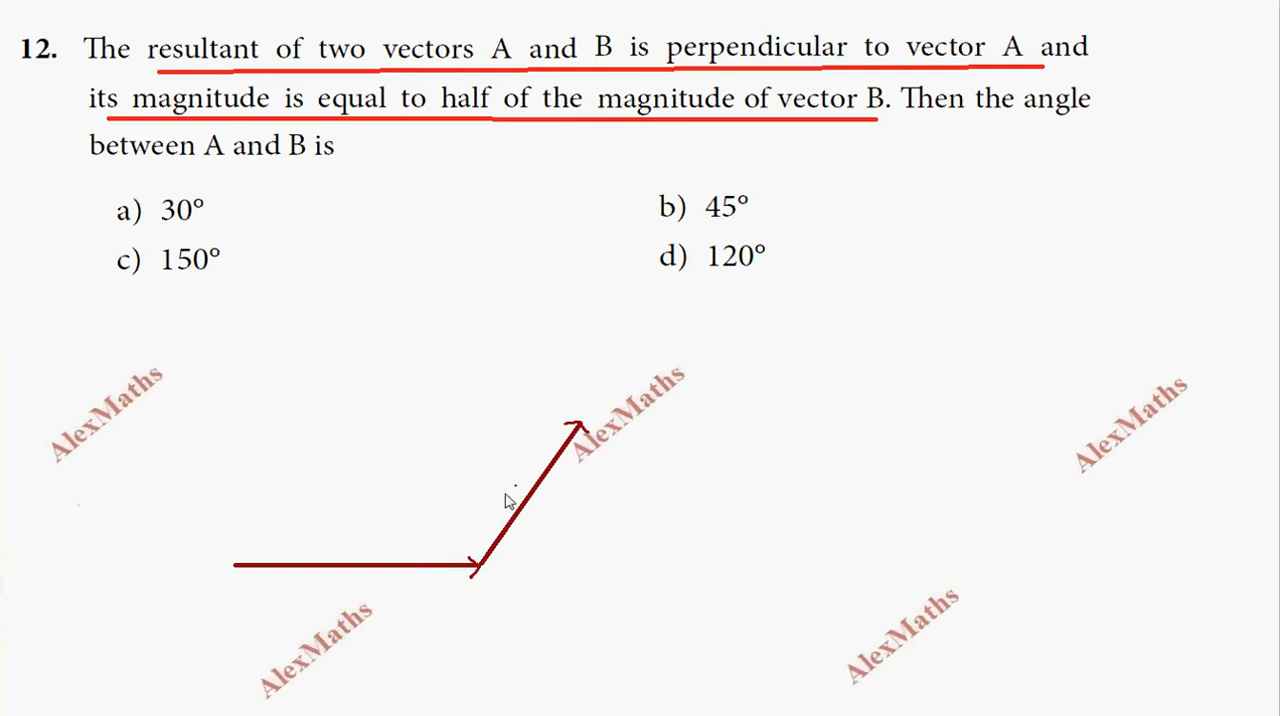 12. The resultant of two vectors A and B is perpendicular to vector A and
its magnitude is equal to half of the magnitude of vector B. Then the angle
between A and B is
a) 30° b) 45°
c) 150° d) 120°
AlexMaths
AlexMaths
AlexMaths
AlexMaths
AlexMaths